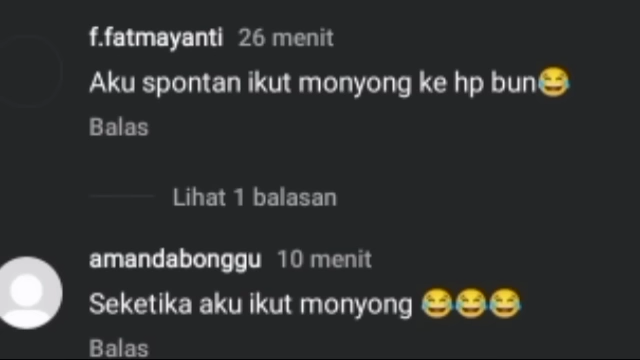 f.fatmayanti 26 menit
Aku spontan ikut monyong ke hp bun😂
Balas
Lihat 1 balasan
amandabonggu 10 menit
Seketika aku ikut monyong 😂😂😂
Balas